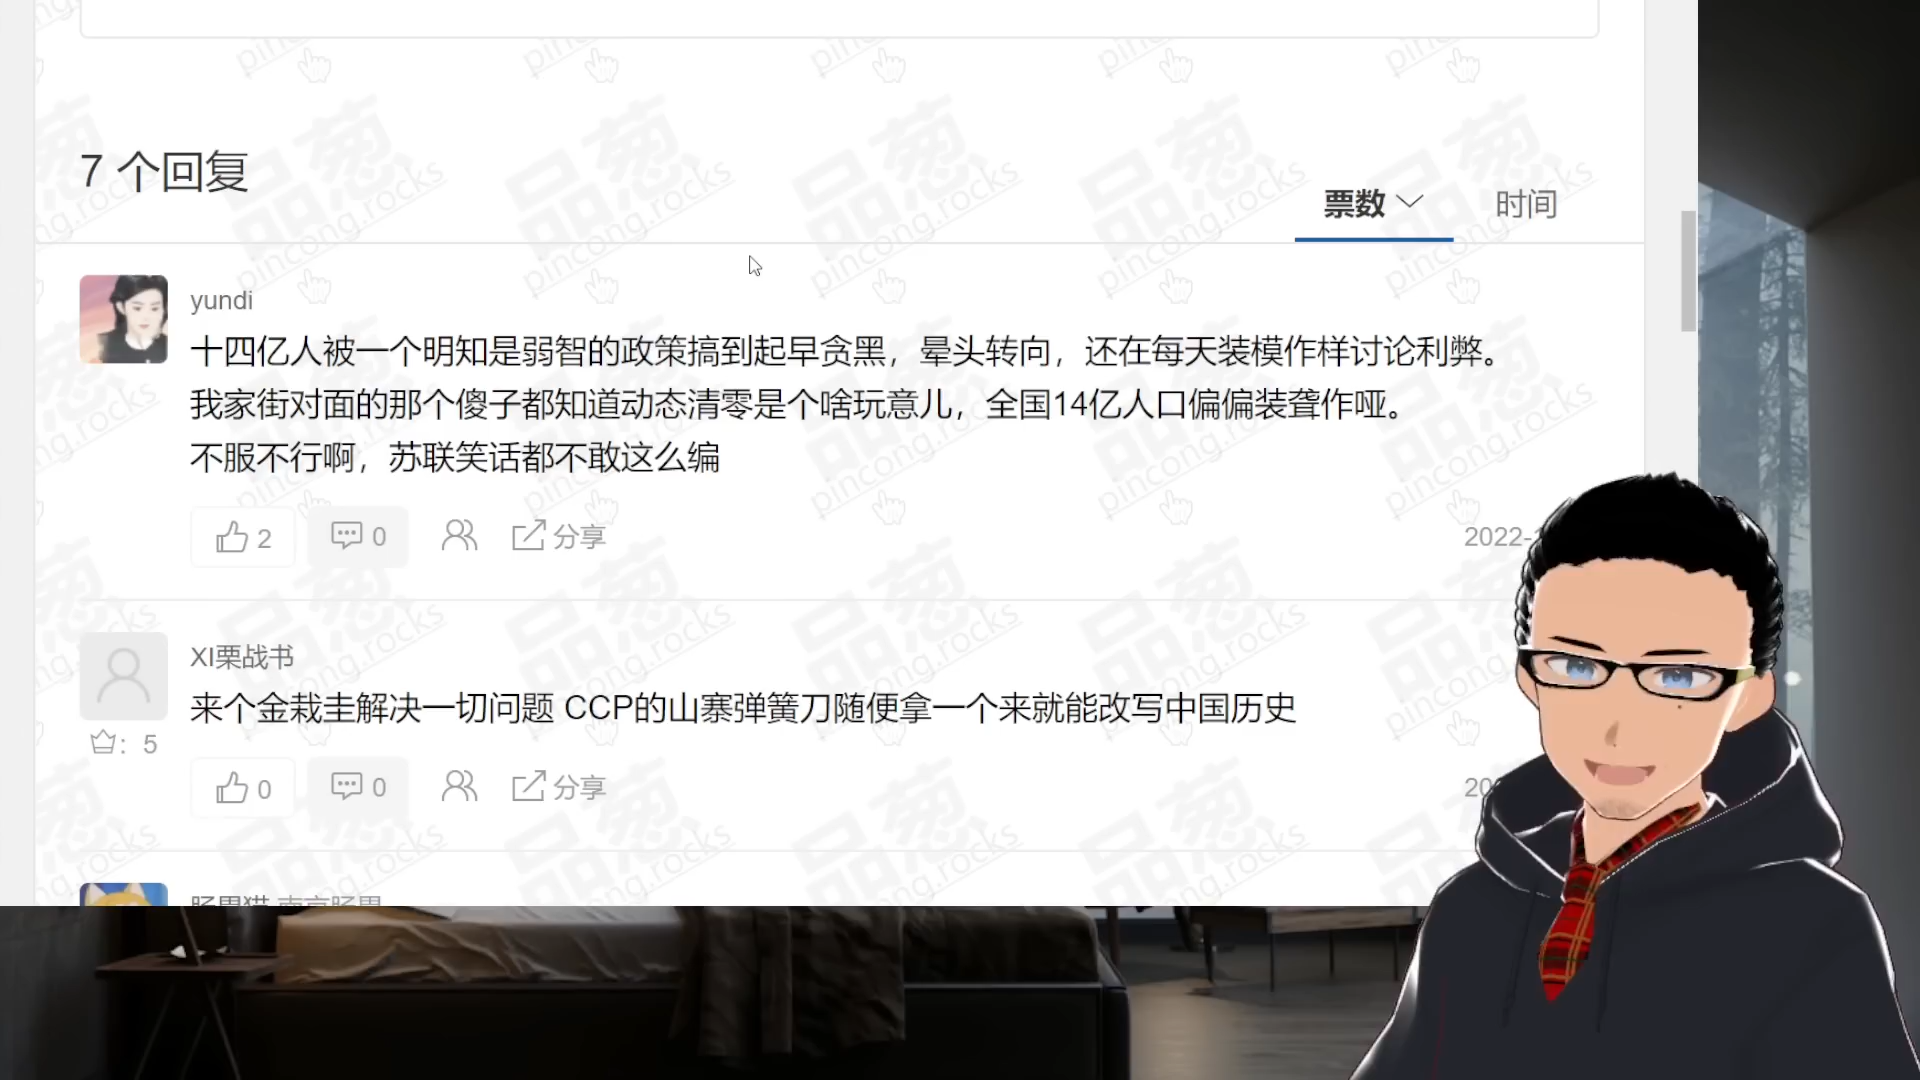 7 个回复
票数
时间
yundi
十四亿人被一个明知是弱智的政策搞到起早贪黑，晕头转向，还在每天装模作样讨论利弊。
我家街对面的那个傻子都知道动态清零是个啥玩意儿，全国14亿人口偏偏装聋作哑。
不服不行啊，苏联笑话都不敢这么编
2
0
分享
2022-
XI栗战书
来个金栽圭解决一切问题 CCP的山寨弹簧刀随便拿一个来就能改写中国历史
: 5
0
0
分享
20
品葱
pincong.rocks